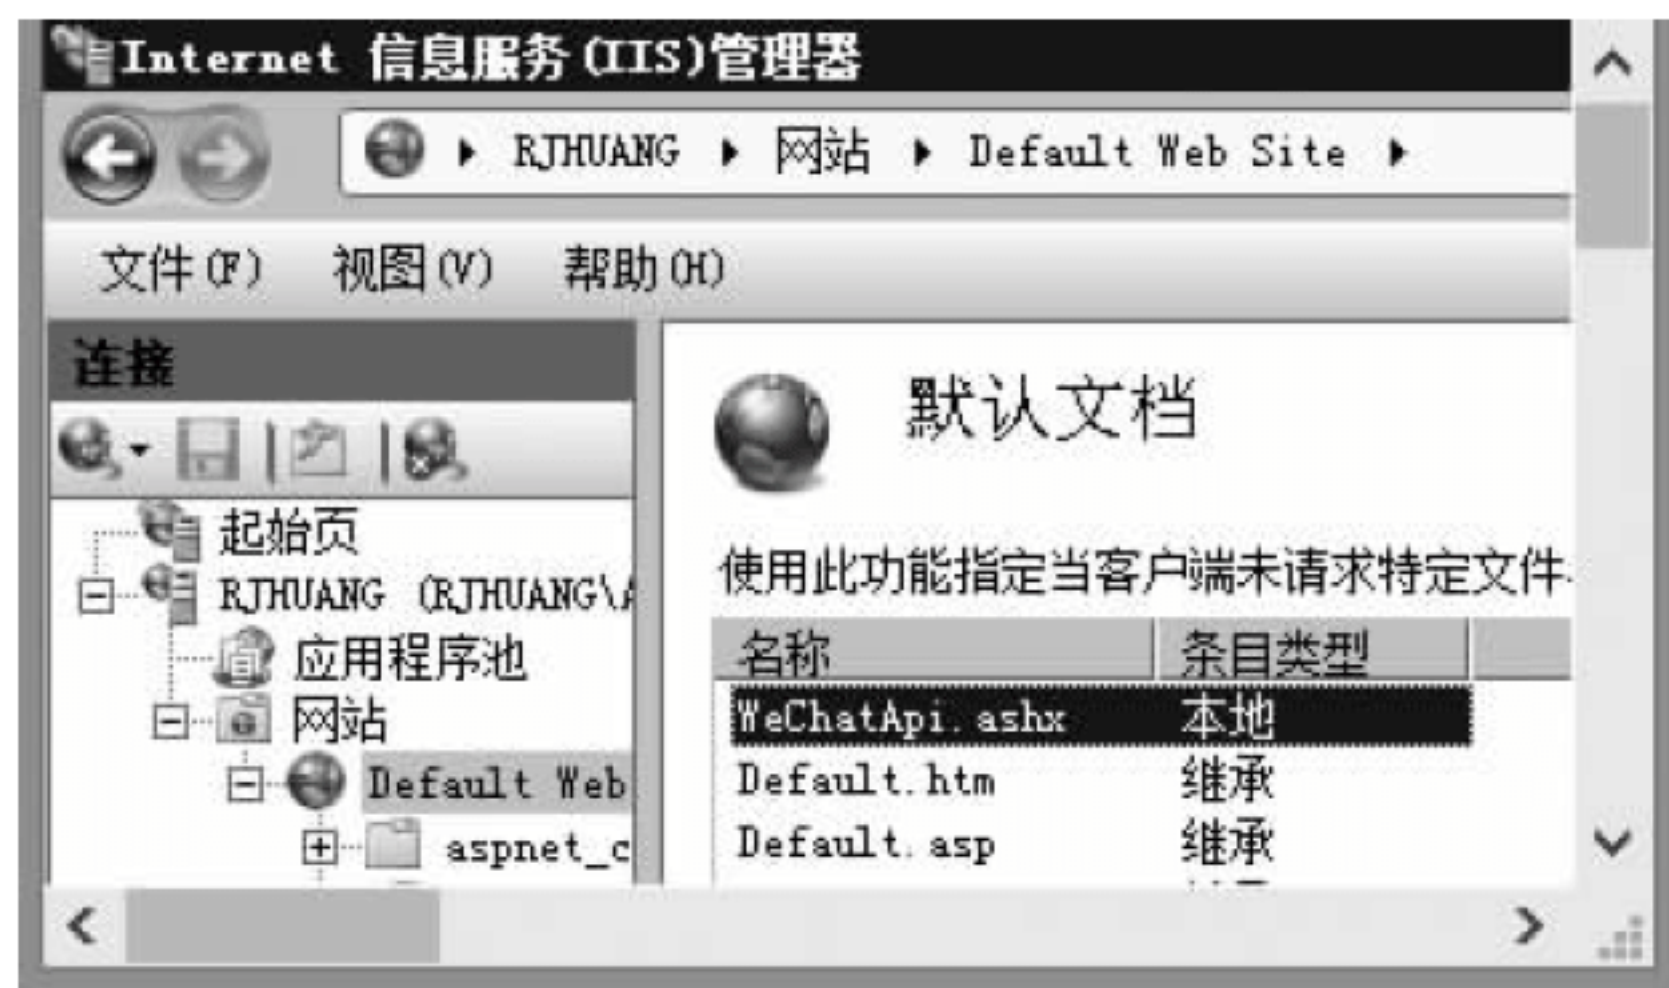 Internet 信息服务(IIS)管理器
RJHUANG 网站 Default Web Site
文件(F) 视图(V) 帮助(H)
连接
起始页
RJHUANG (RJHUANG\
应用程序池
网站
Default Web
aspnet_c
默认文档
使用此功能指定当客户端未请求特定文件
名称 条目类型
WeChatApi.ashx 本地
Default.htm 继承
Default.asp 继承